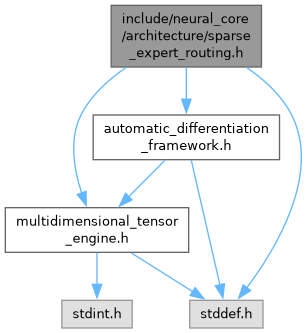 include/neural_core
/architecture/sparse
_expert_routing.h
automatic_differentiation
_framework.h
multidimensional_tensor
_engine.h
stdint.h
stddef.h